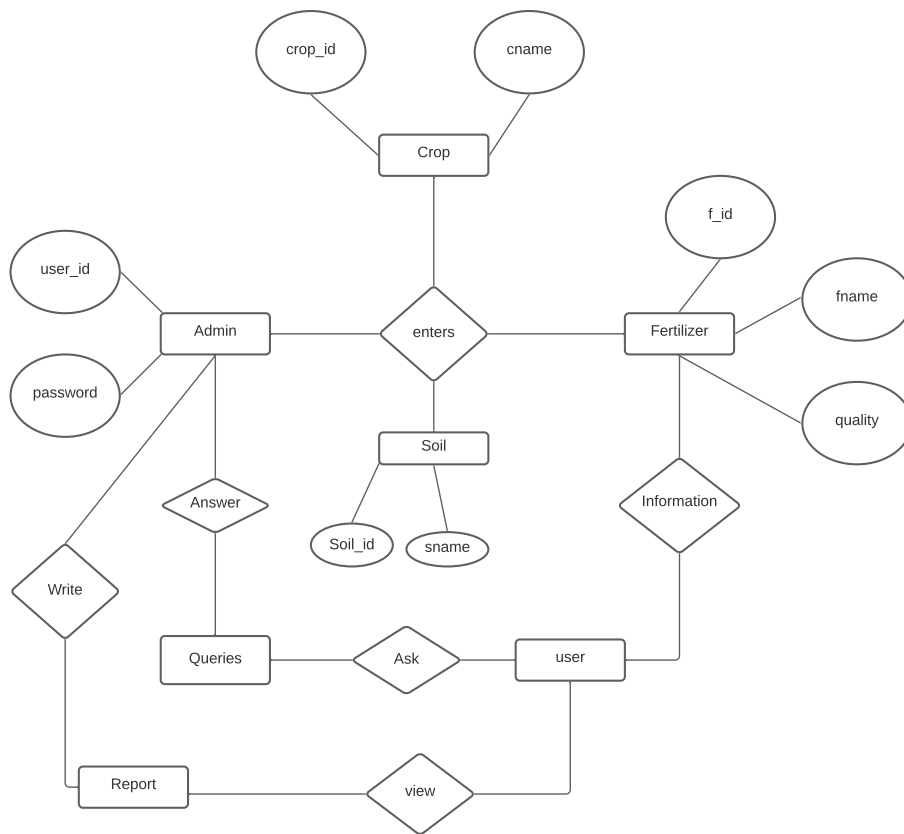 crop_id
cname
Crop
f_id
user_id
fname
Admin
enters
Fertilizer
password
quality
Soil
Answer
Information
Soil_id
sname
Write
Queries
Ask
user
Report
view